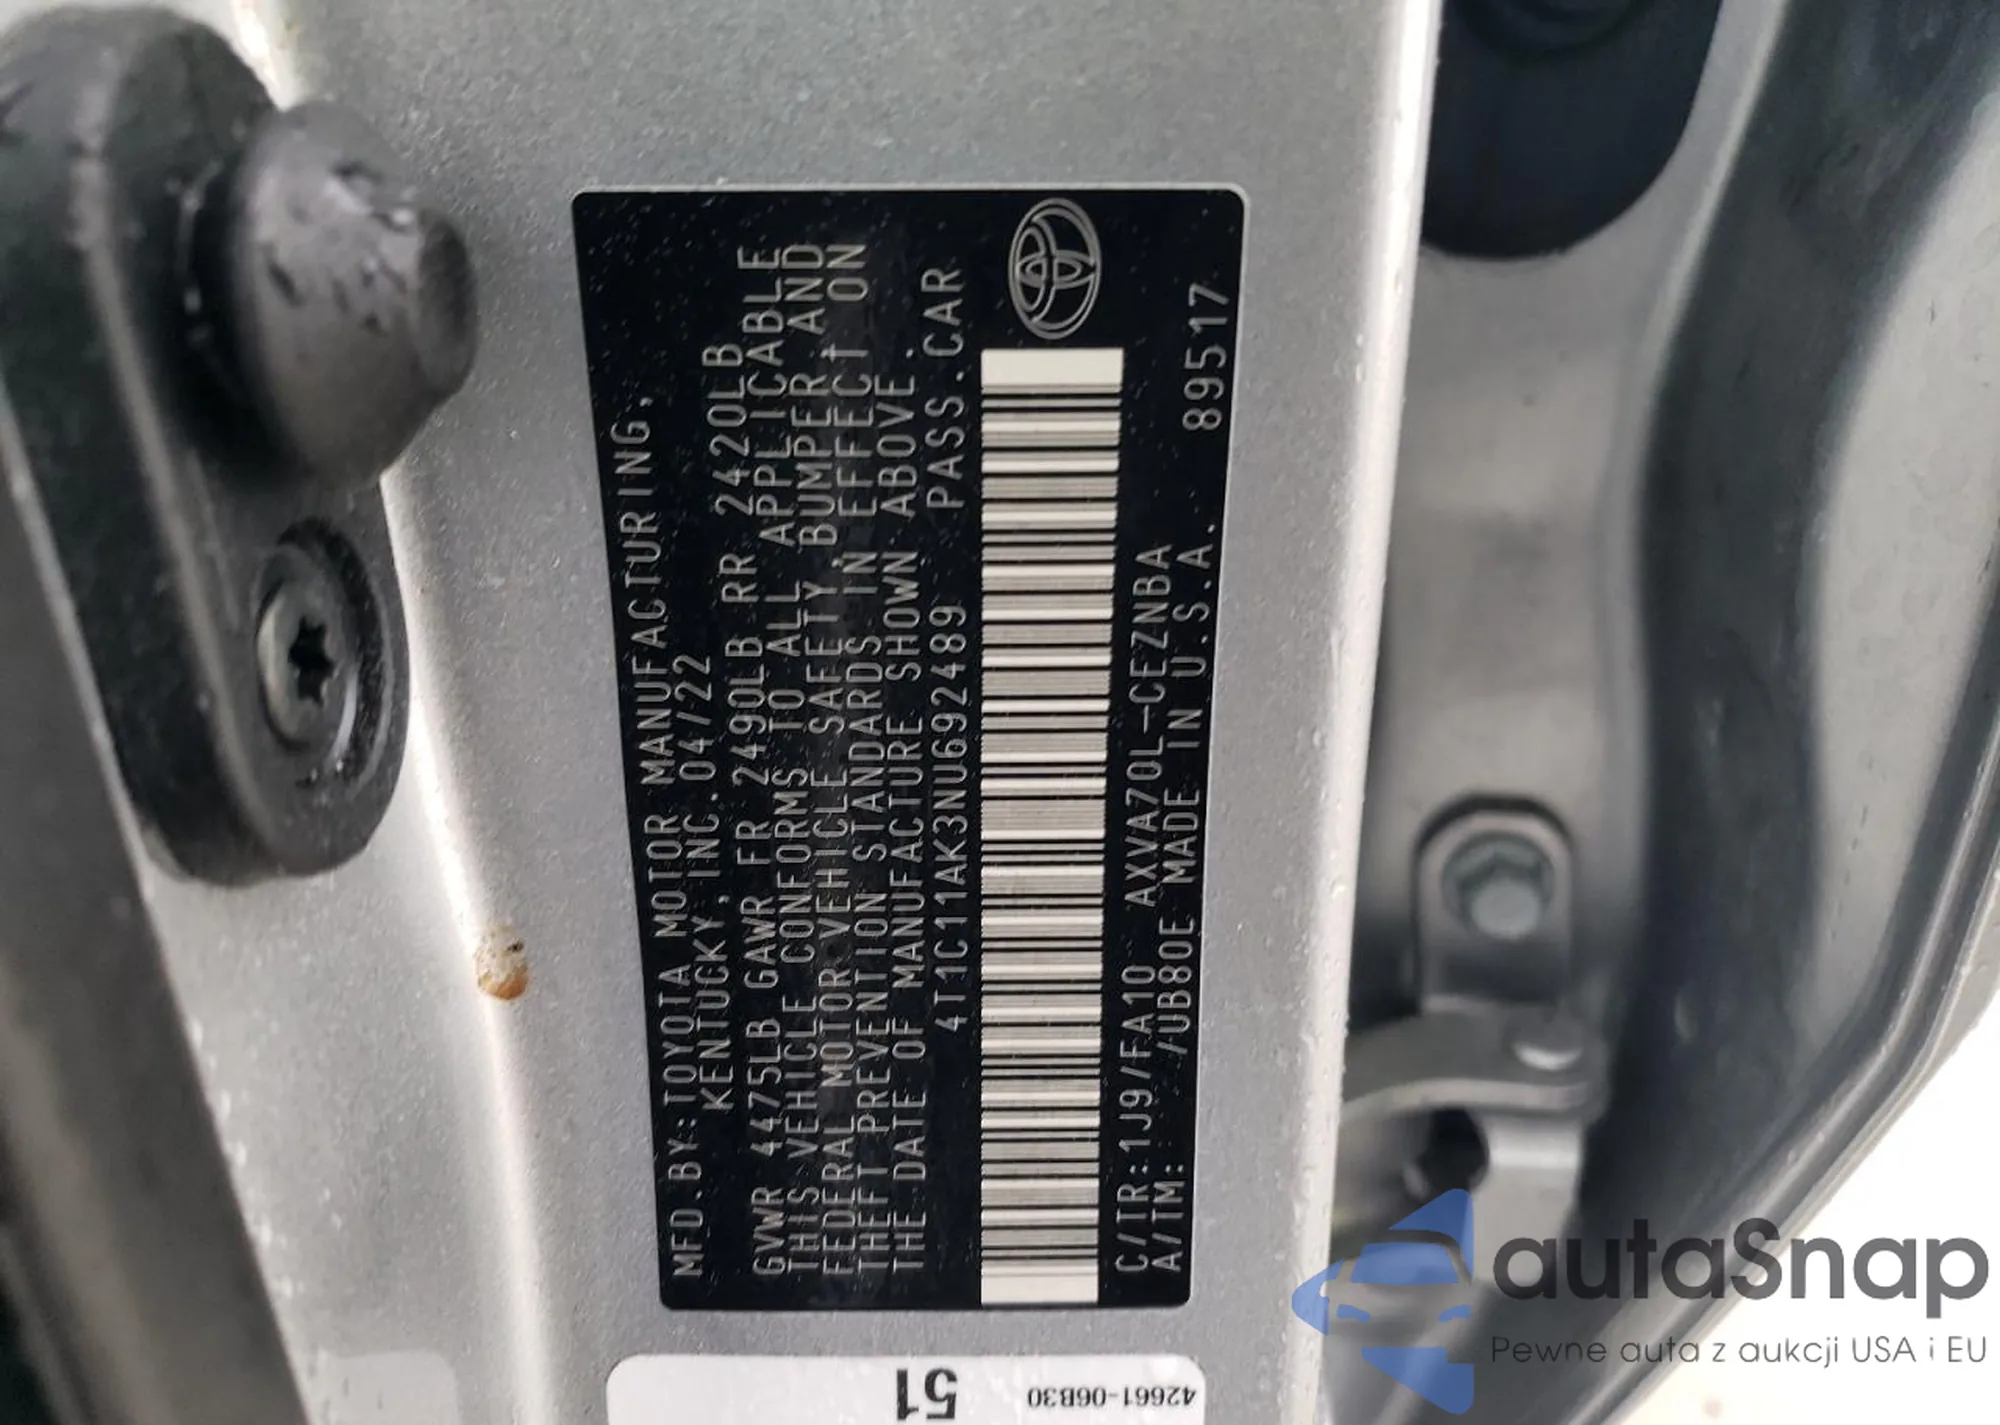 MFD.BY:TOYOTA MOTOR MANUFACTURING,
KENTUCKY, INC.04/22
GVWR 4475LB GAWR FR 2490LB RR 2420LB
THIS VEHICLE CONFORMS TO ALL APPLICABLE
FEDERAL MOTOR VEHICLE SAFETY,BUMPER,AND
THEFT PREVENTION STANDARDS IN EFFECT ON
THE DATE OF MANUFACTURE SHOWN ABOVE.
4T1C11AK3NU692489 PASS.CAR
C/TR:1J9/FA10 AXVA70L-CEZNBA
A/TM: -/UB80E MADE IN U.S.A. 89517
51 42661-06B30
autaSnap
Pewne auta z aukcji USA i EU